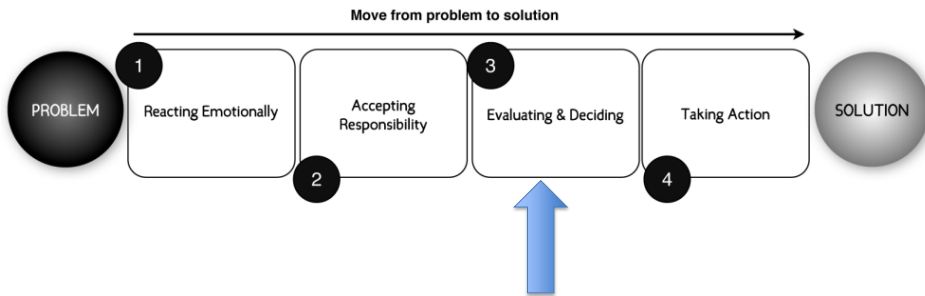 Move from problem to solution
1
3
PROBLEM
Reacting Emotionally
Accepting
Responsibility
Evaluating & Deciding
Taking Action
SOLUTION
2
4